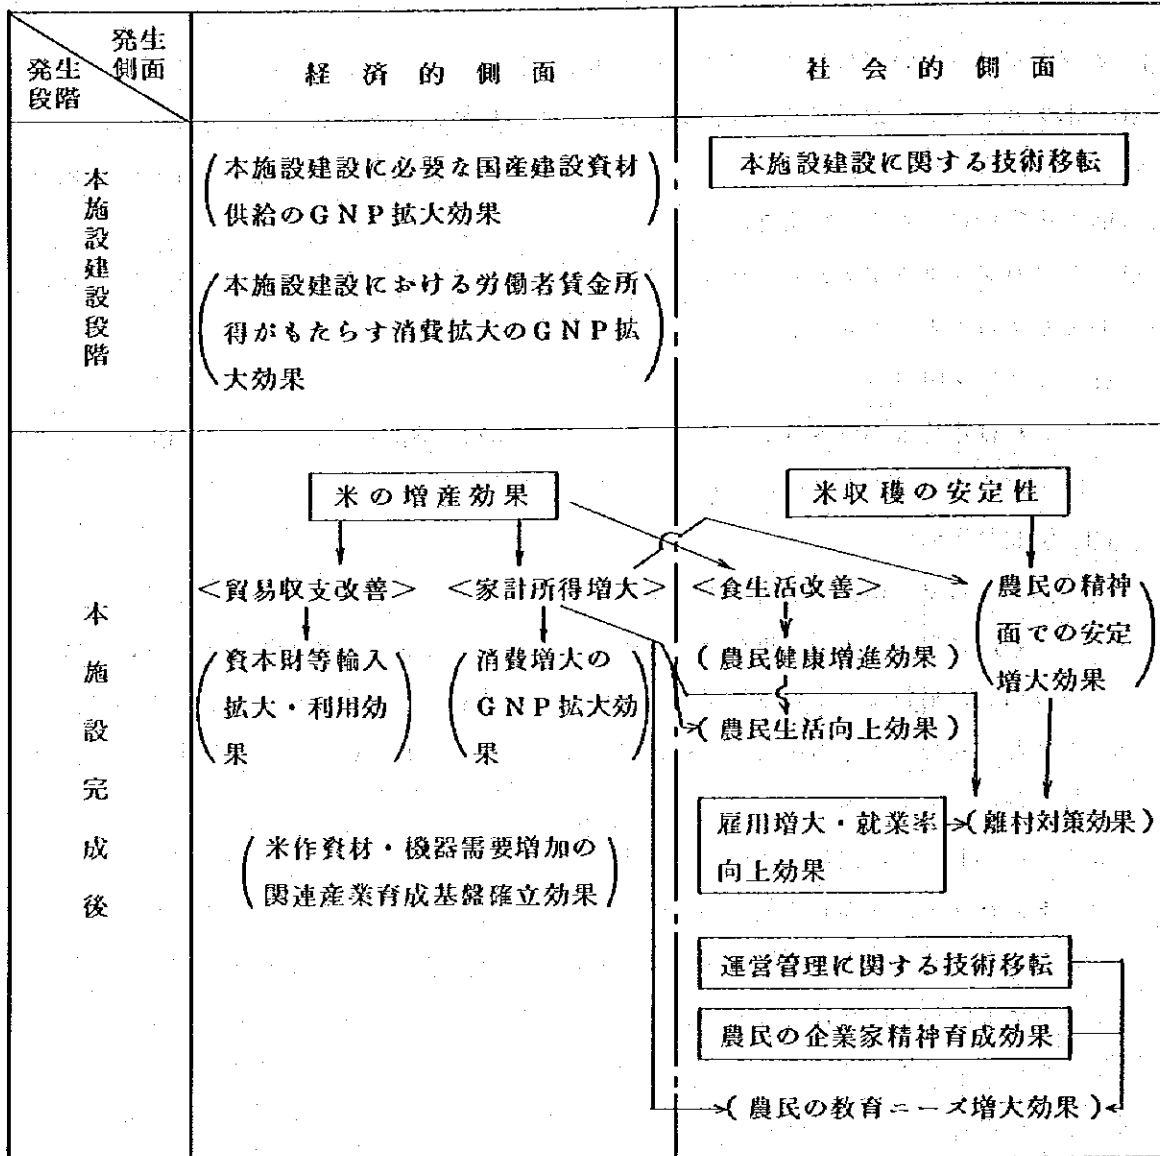 発生
側面
発生
段階
経済的側面
社会的側面
本施設建設段階
(本施設建設に必要な国産建設資材
供給のGNP拡大効果)
(本施設建設における労働者賃金所
得がもたらす消費拡大のGNP拡
大効果)
本施設建設に関する技術移転
本施設完成後
米の増産効果
<貿易収支改善>
<家計所得増大>
(資本財等輸入
拡大・利用効
果)
(消費増大の
GNP拡大効
果)
(米作資材・機器需要増加の
関連産業育成基盤確立効果)
米収穫の安定性
<食生活改善>
(農民の精神
面での安定
増大効果)
(農民健康増進効果)
(農民生活向上効果)
雇用増大・就業率
向上効果
(離村対策効果)
運営管理に関する技術移転
農民の企業家精神育成効果
(農民の教育ニーズ増大効果)